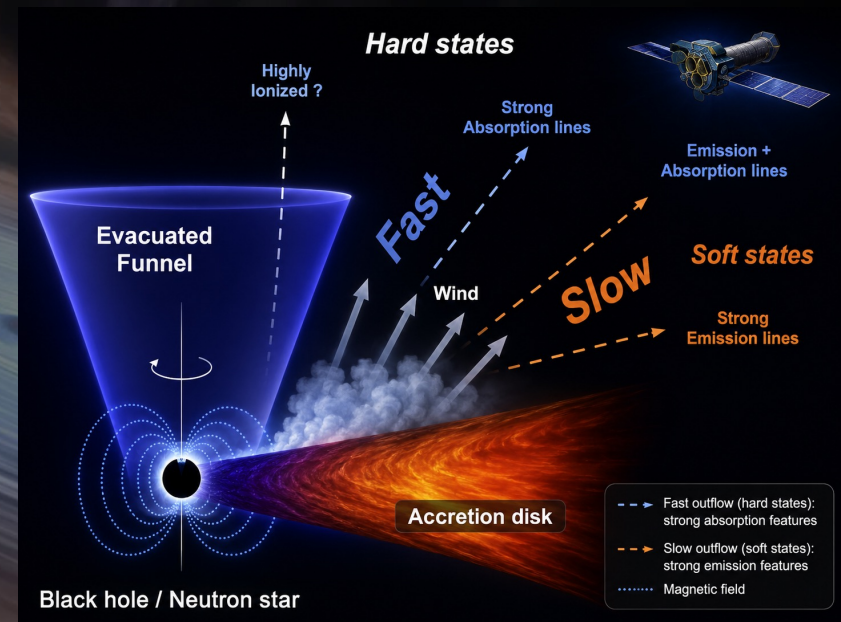 Hard states
Highly
Ionized ?
Strong
Absorption lines
Emission +
Absorption lines
Fast
Evacuated
Funnel
Wind
Slow
Soft states
Strong
Emission lines
Accretion disk
Fast outflow (hard states):
strong absorption features
Slow outflow (soft states):
strong emission features
Magnetic field
Black hole / Neutron star